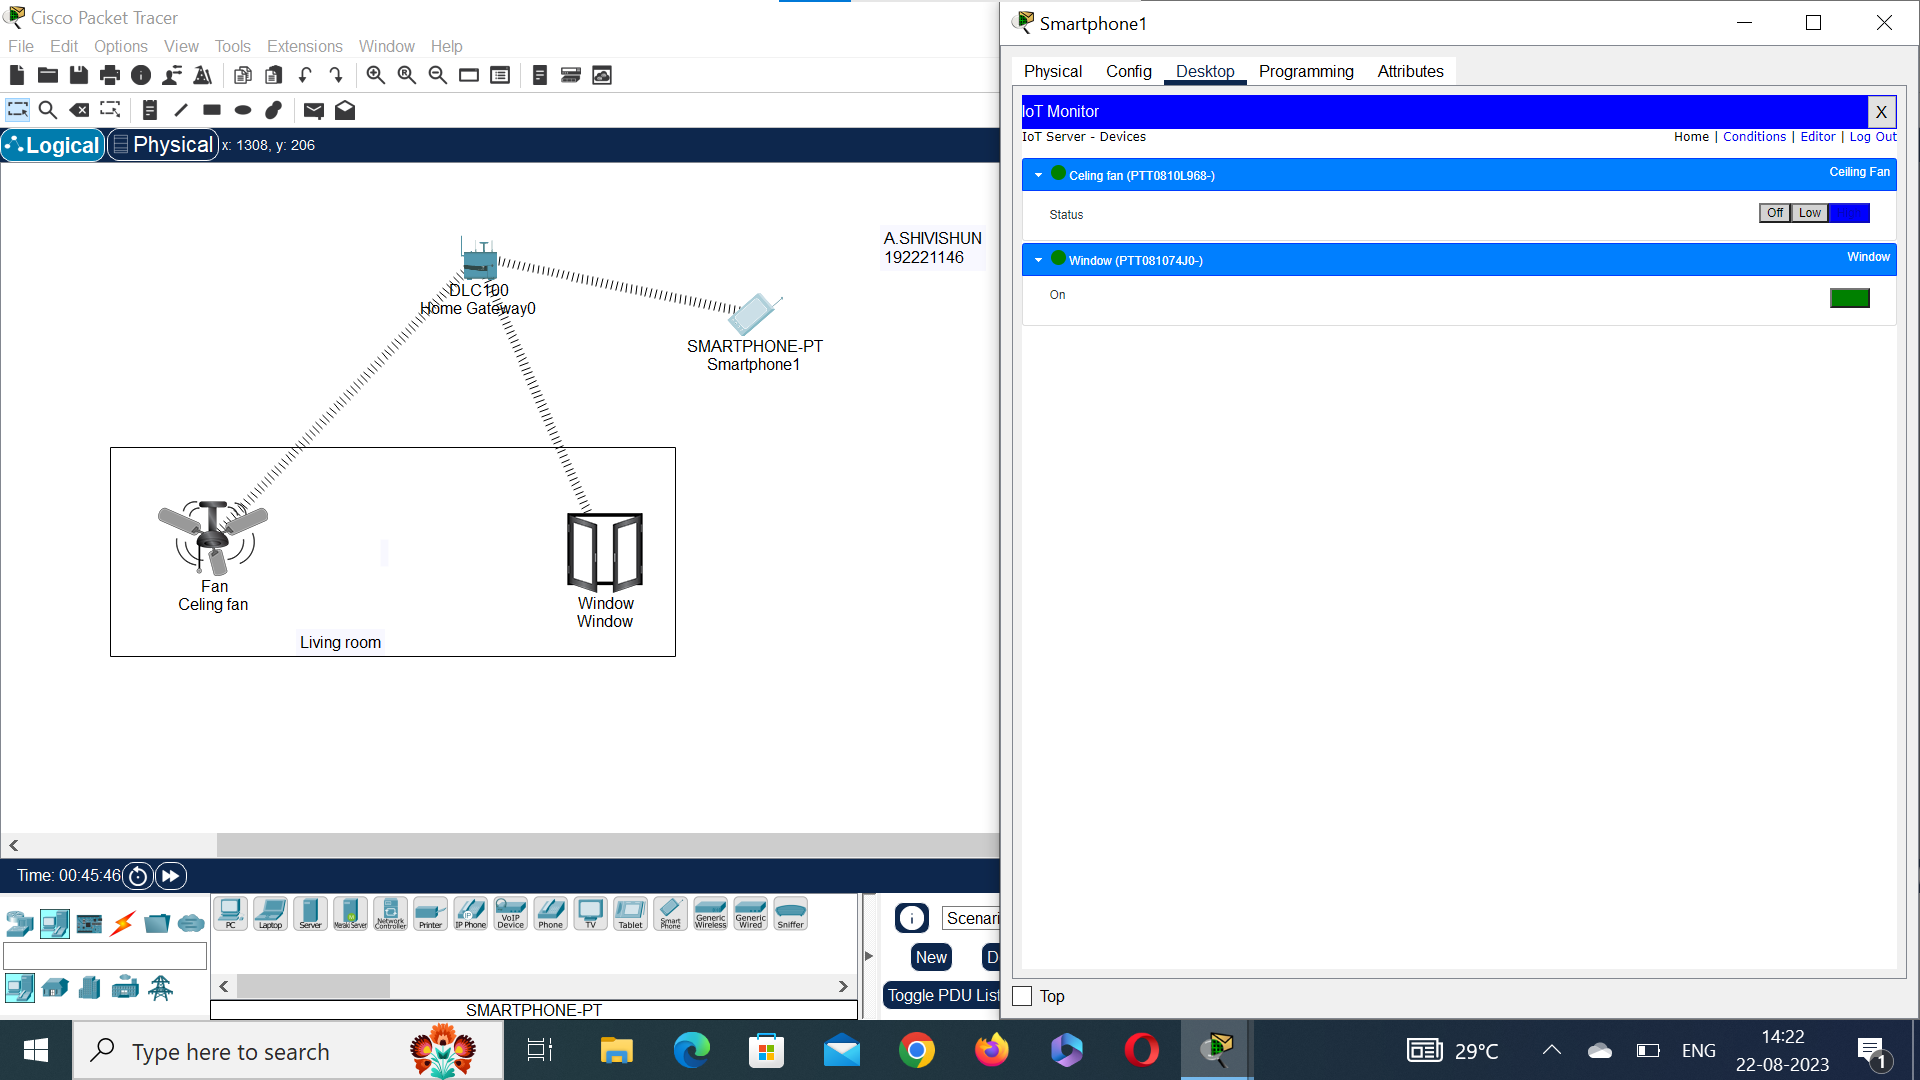 Cisco Packet Tracer
File Edit Options View Tools Extensions Window Help
Logical Physical x: 1308, y: 206
A.SHIVISHUN
192221146
DLC100
Home Gateway0
SMARTPHONE-PT
Smartphone1
Fan
Celing fan
Window
Window
Living room
Time: 00:45:46
PC Laptop Server Meraki Server Network Controller Printer IP Phone VoIP Device Phone TV Tablet Smart Phone Generic Wireless Generic Wired Sniffer
SMARTPHONE-PT
Scenari
New D
Toggle PDU List
Smartphone1
Physical Config Desktop Programming Attributes
IoT Monitor X
IoT Server - Devices Home | Conditions | Editor | Log Out
Celing fan (PTT0810L968-) Ceiling Fan
Status Off Low
Window (PTT081074J0-) Window
On
Top
Type here to search
29°C ENG 14:22
22-08-2023
1